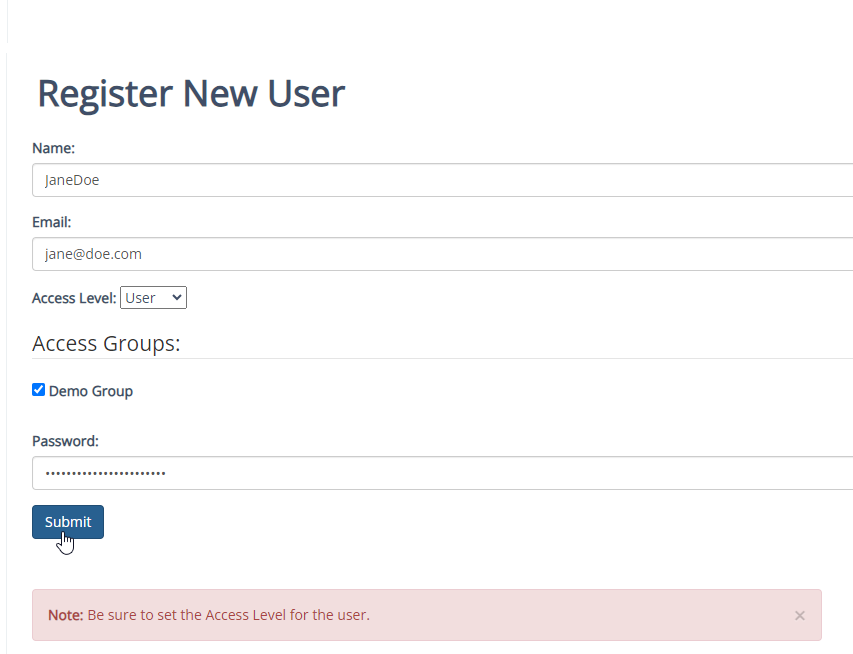 Register New User
Name:
JaneDoe
Email:
jane@doe.com
Access Level: User
Access Groups:
Demo Group
Password:
•••••••••••••••••••••••
Submit
Note: Be sure to set the Access Level for the user. ×